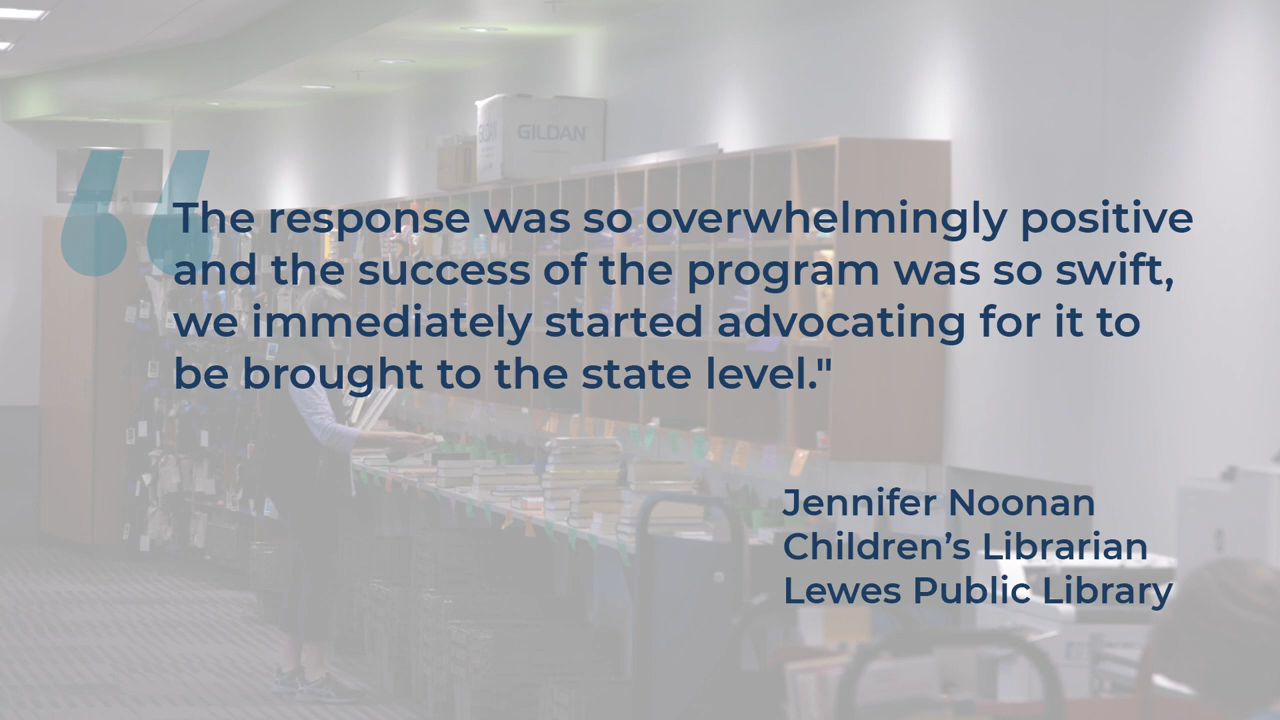 GILDAN
“
The response was so overwhelmingly positive
and the success of the program was so swift,
we immediately started advocating for it to
be brought to the state level."
Jennifer Noonan
Children’s Librarian
Lewes Public Library